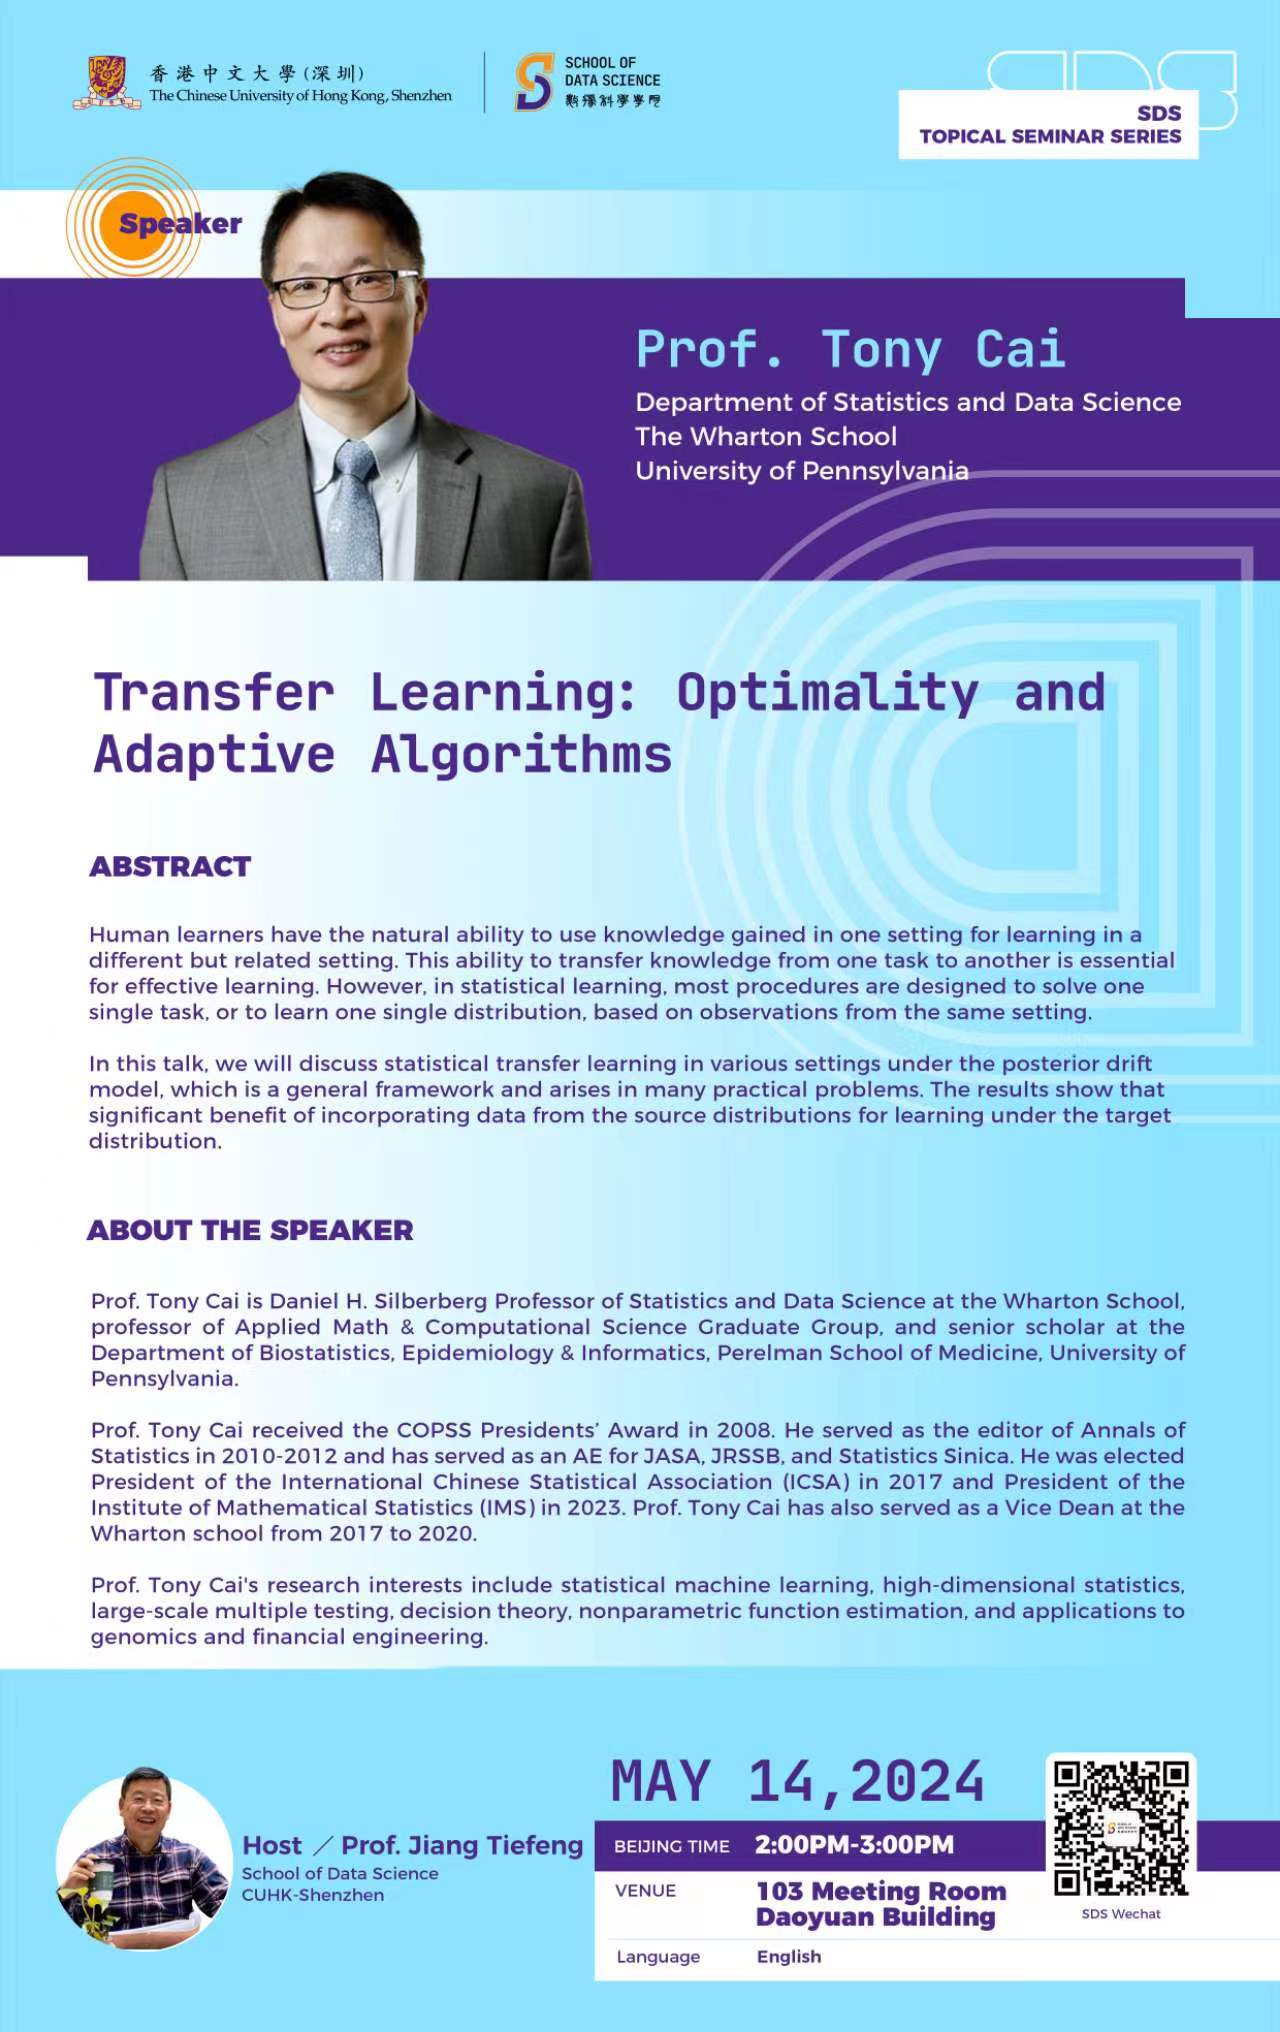 香港中文大學(深圳)
The Chinese University of Hong Kong, Shenzhen
SCHOOL OF
DATA SCIENCE
數據科學學院
SDS
SDS
TOPICAL SEMINAR SERIES
Speaker
Prof. Tony Cai
Department of Statistics and Data Science
The Wharton School
University of Pennsylvania
Transfer Learning: Optimality and
Adaptive Algorithms
ABSTRACT
Human learners have the natural ability to use knowledge gained in one setting for learning in a
different but related setting. This ability to transfer knowledge from one task to another is essential
for effective learning. However, in statistical learning, most procedures are designed to solve one
single task, or to learn one single distribution, based on observations from the same setting.
In this talk, we will discuss statistical transfer learning in various settings under the posterior drift
model, which is a general framework and arises in many practical problems. The results show that
significant benefit of incorporating data from the source distributions for learning under the target
distribution.
ABOUT THE SPEAKER
Prof. Tony Cai is Daniel H. Silberberg Professor of Statistics and Data Science at the Wharton School,
professor of Applied Math & Computational Science Graduate Group, and senior scholar at the
Department of Biostatistics, Epidemiology & Informatics, Perelman School of Medicine, University of
Pennsylvania.
Prof. Tony Cai received the COPSS Presidents' Award in 2008. He served as the editor of Annals of
Statistics in 2010-2012 and has served as an AE for JASA, JRSSB, and Statistics Sinica. He was elected
President of the International Chinese Statistical Association (ICSA) in 2017 and President of the
Institute of Mathematical Statistics (IMS) in 2023. Prof. Tony Cai has also served as a Vice Dean at the
Wharton school from 2017 to 2020.
Prof. Tony Cai's research interests include statistical machine learning, high-dimensional statistics,
large-scale multiple testing, decision theory, nonparametric function estimation, and applications to
genomics and financial engineering.
Host / Prof. Jiang Tiefeng
School of Data Science
CUHK-Shenzhen
MAY 14,2024
BEIJING TIME 2:00PM-3:00PM
VENUE 103 Meeting Room
Daoyuan Building
Language English
SDS Wechat